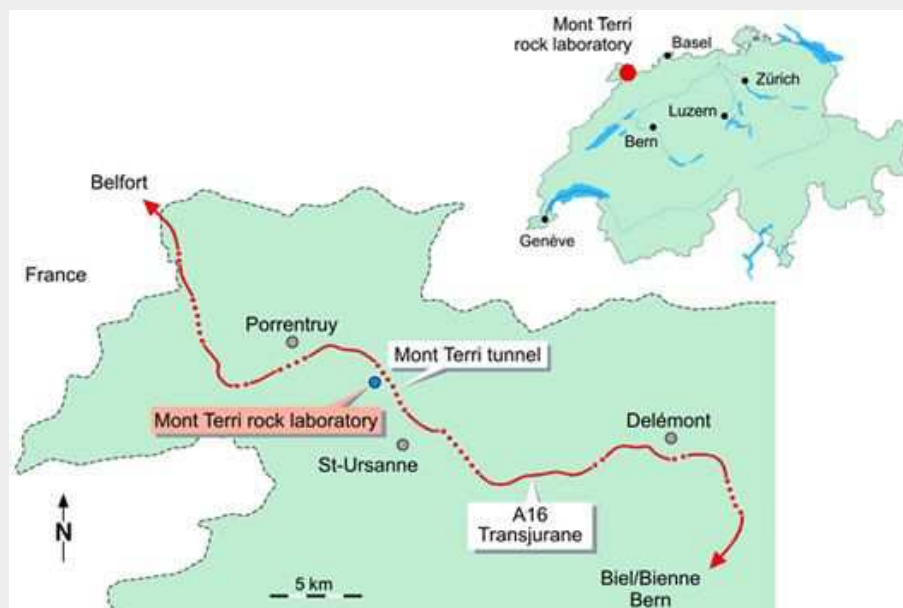 Mont Terri
rock laboratory
Basel
Zürich
Luzern
Bern
Genève
Belfort
France
Porrentruy
Mont Terri tunnel
Mont Terri rock laboratory
Delémont
St-Ursanne
A16
Transjurane
N
5 km
Biel/Bienne
Bern